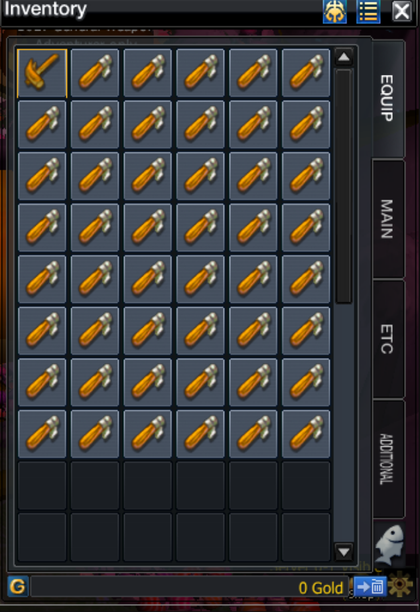 Inventory
EQUIP
MAIN
ETC
ADDITIONAL
G
0 Gold